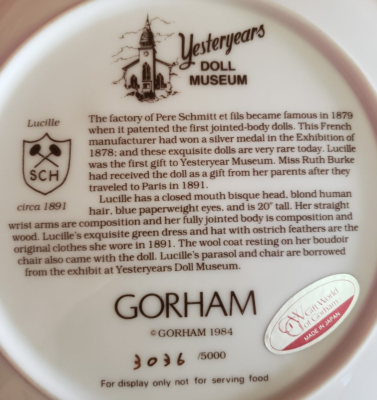 Yesteryears
DOLL
MUSEUM
Lucille
SCH
circa 1891
The factory of Pere Schmitt et fils became famous in 1879
when it patented the first jointed-body dolls. This French
manufacturer had won a silver medal in the Exhibition of
1878; and these exquisite dolls are very rare today. Lucille
was the first gift to Yesteryear Museum. Miss Ruth Burke
had received the doll as a gift from her parents after they
traveled to Paris in 1891.
Lucille has a closed mouth bisque head, blond human
hair, blue paperweight eyes, and is 20" tall. Her straight
wrist arms are composition and her fully jointed body is composition and
wood. Lucille's exquisite green dress and hat with ostrich feathers are the
original clothes she wore in 1891. The wool coat resting on her boudoir
chair also came with the doll. Lucille's parasol and chair are borrowed
from the exhibit at Yesteryears Doll Museum.
GORHAM
© GORHAM 1984
3036 /5000
For display only not for serving food
GW
Gift World
of Gorham
MADE IN JAPAN